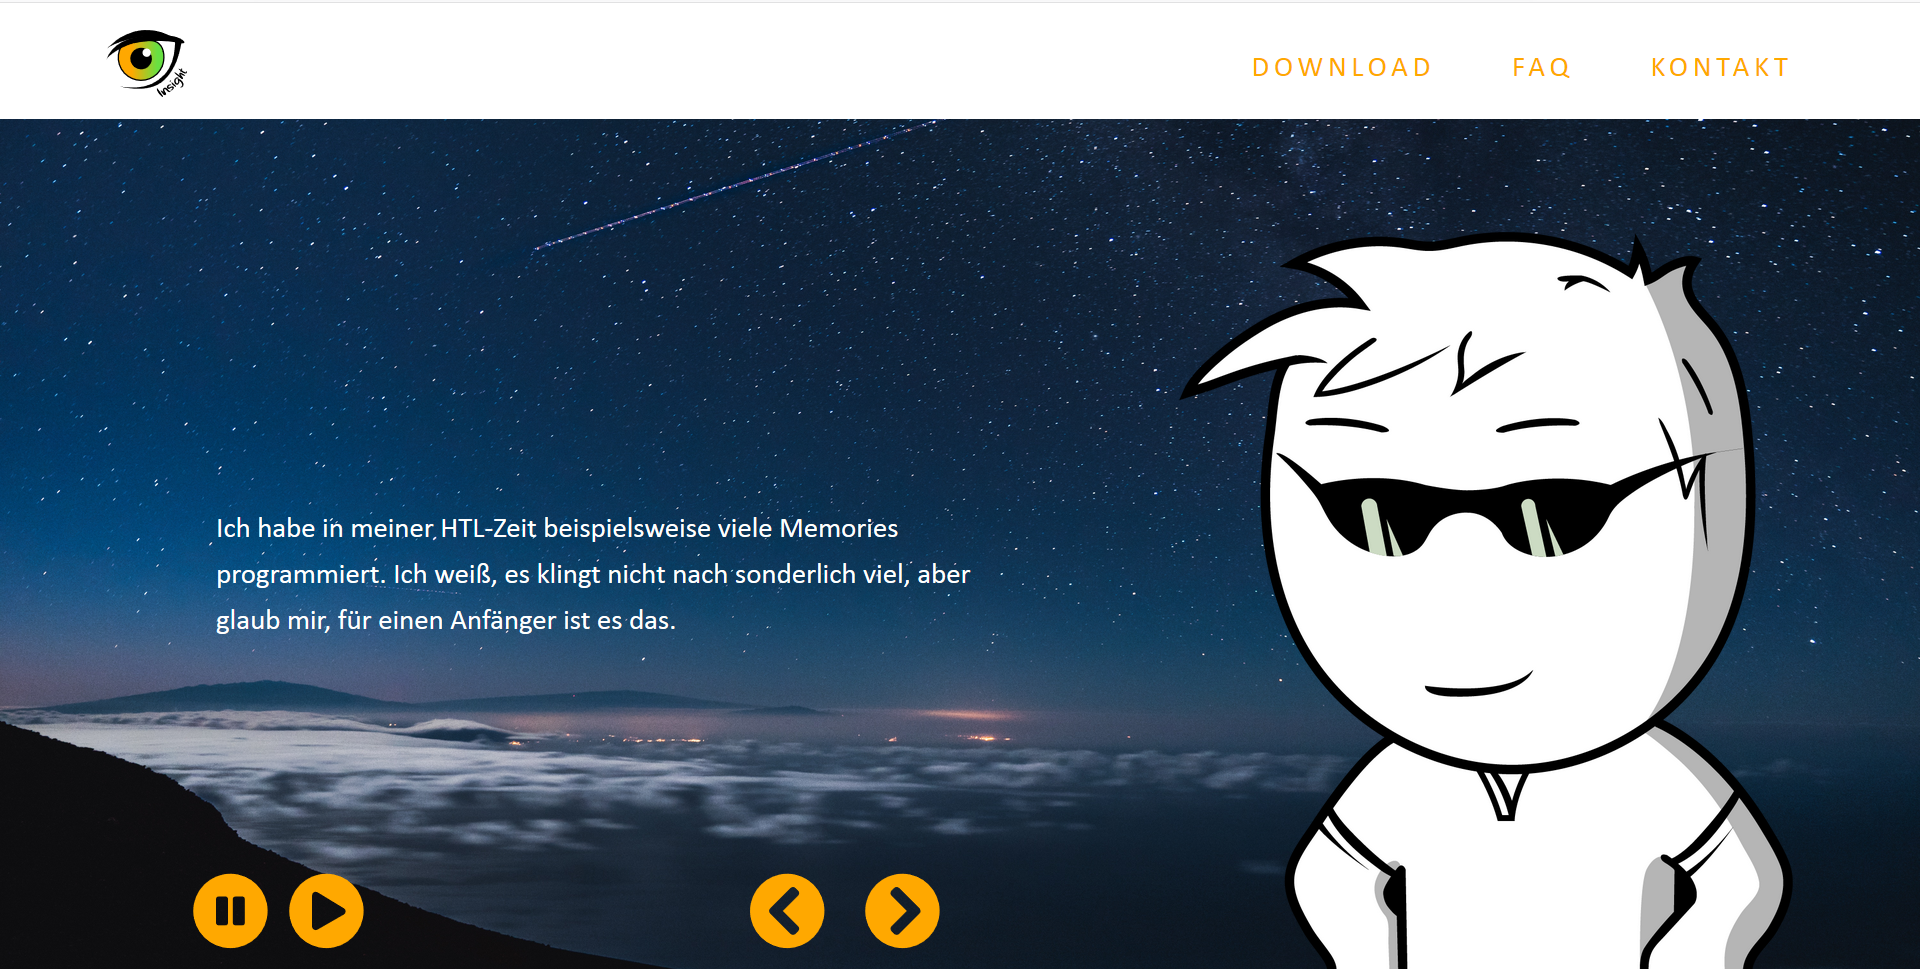 Insight
DOWNLOAD FAQ KONTAKT
Ich habe in meiner HTL-Zeit beispielsweise viele Memories
programmiert. Ich weiß, es klingt nicht nach sonderlich viel, aber
glaub mir, für einen Anfänger ist es das.